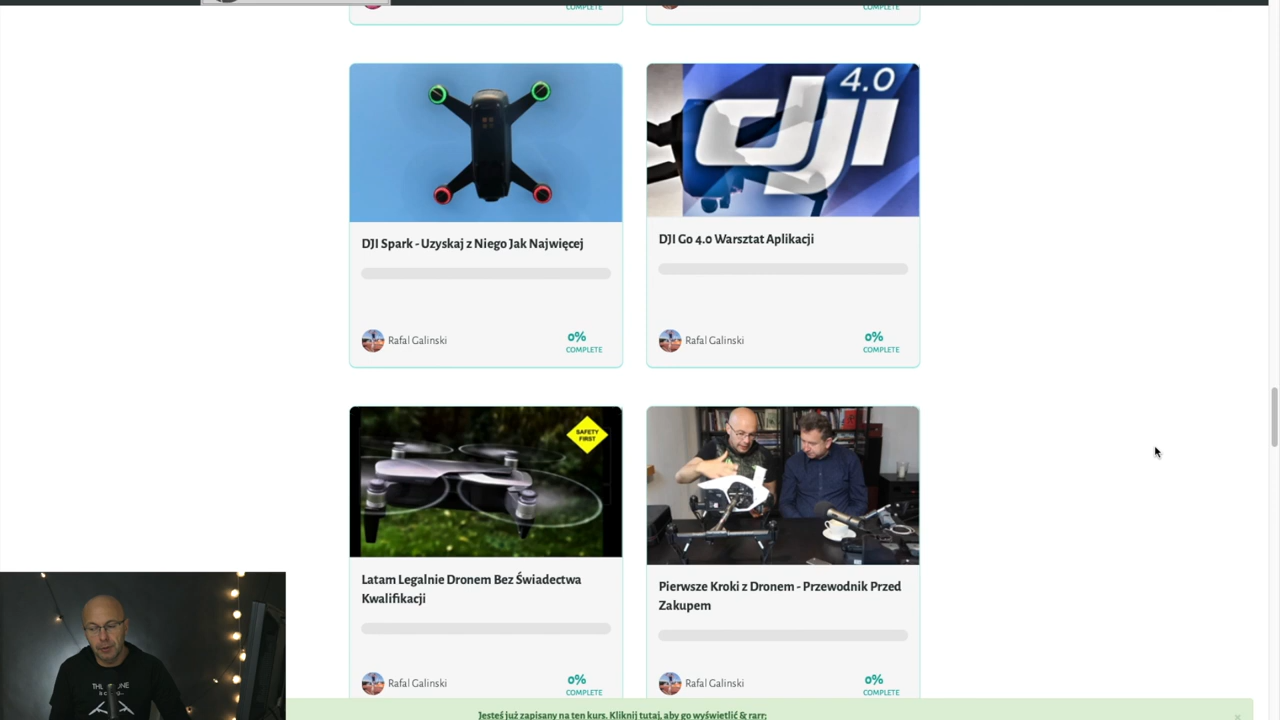 COMPLETE
COMPLETE
4.0
dji
DJI Spark - Uzyskaj z Niego Jak Najwięcej
DJI Go 4.0 Warsztat Aplikacji
Rafal Galinski
0%
COMPLETE
Rafal Galinski
0%
COMPLETE
SAFETY
FIRST
Latam Legalnie Dronem Bez Świadectwa
Kwalifikacji
Pierwsze Kroki z Dronem - Przewodnik Przed
Zakupem
Rafal Galinski
0%
COMPLETE
Rafal Galinski
0%
COMPLETE
Jesteś już zapisany na ten kurs. Kliknij tutaj, aby go wyświetlić & rarr;
×